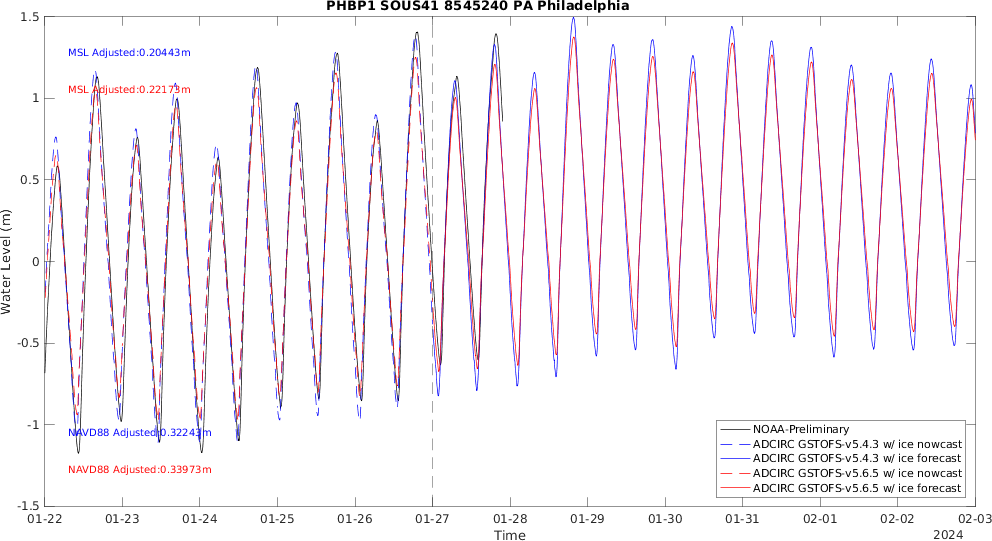 PHBP1 SOUS41 8545240 PA Philadelphia
1.5
1
0.5
0
-0.5
-1
-1.5
Water Level (m)
MSL Adjusted:0.20443m
MSL Adjusted:0.22173m
NAVD88 Adjusted:0.32243m
NAVD88 Adjusted:0.33973m
NOAA-Preliminary
ADCIRC GSTOFS-v5.4.3 w/ ice nowcast
ADCIRC GSTOFS-v5.4.3 w/ ice forecast
ADCIRC GSTOFS-v5.6.5 w/ ice nowcast
ADCIRC GSTOFS-v5.6.5 w/ ice forecast
01-22 01-23 01-24 01-25 01-26 01-27 01-28 01-29 01-30 01-31 02-01 02-02 02-03
Time
2024